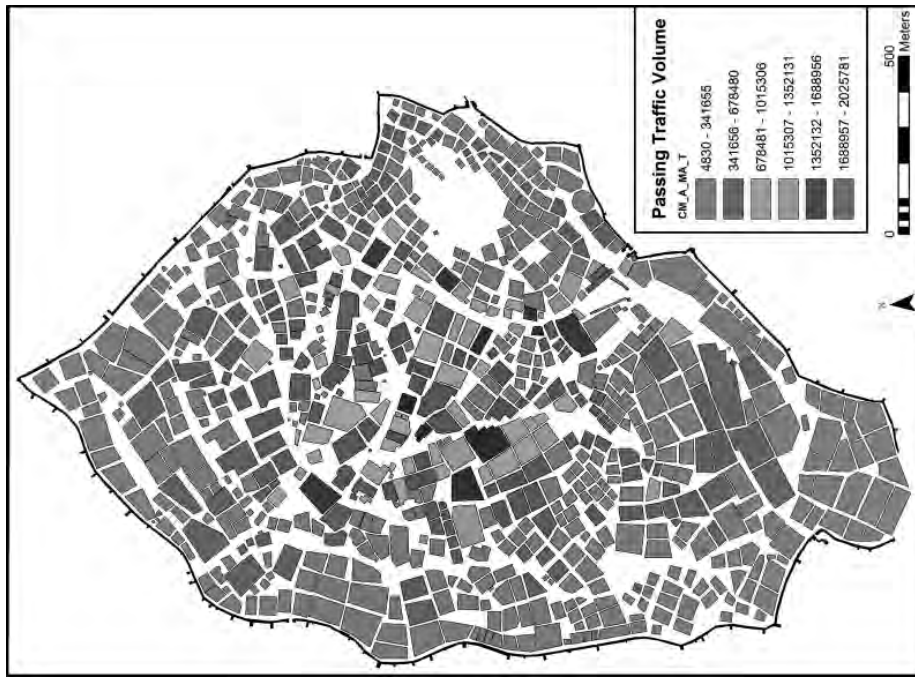 Passing Traffic Volume
CM_A_MA_T
4830 - 341655
341656 - 678480
678481 - 1015306
1015307 - 1352131
1352132 - 1688956
1688957 - 2025781
0
500
Meters